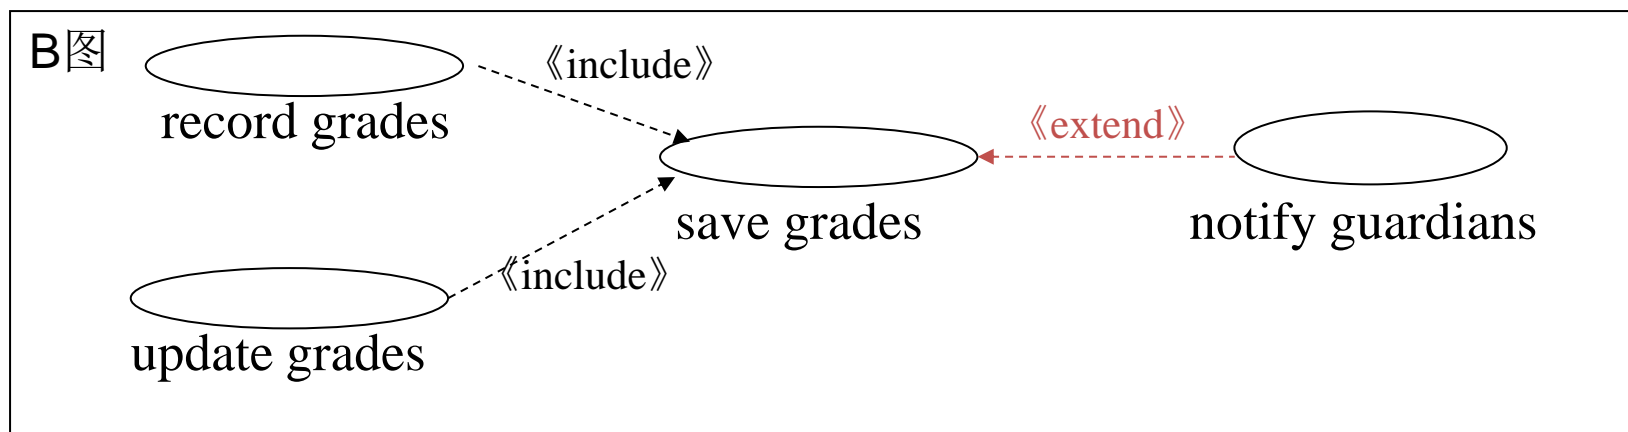 B图
《include》
record grades
《extend》
save grades
notify guardians
《include》
update grades